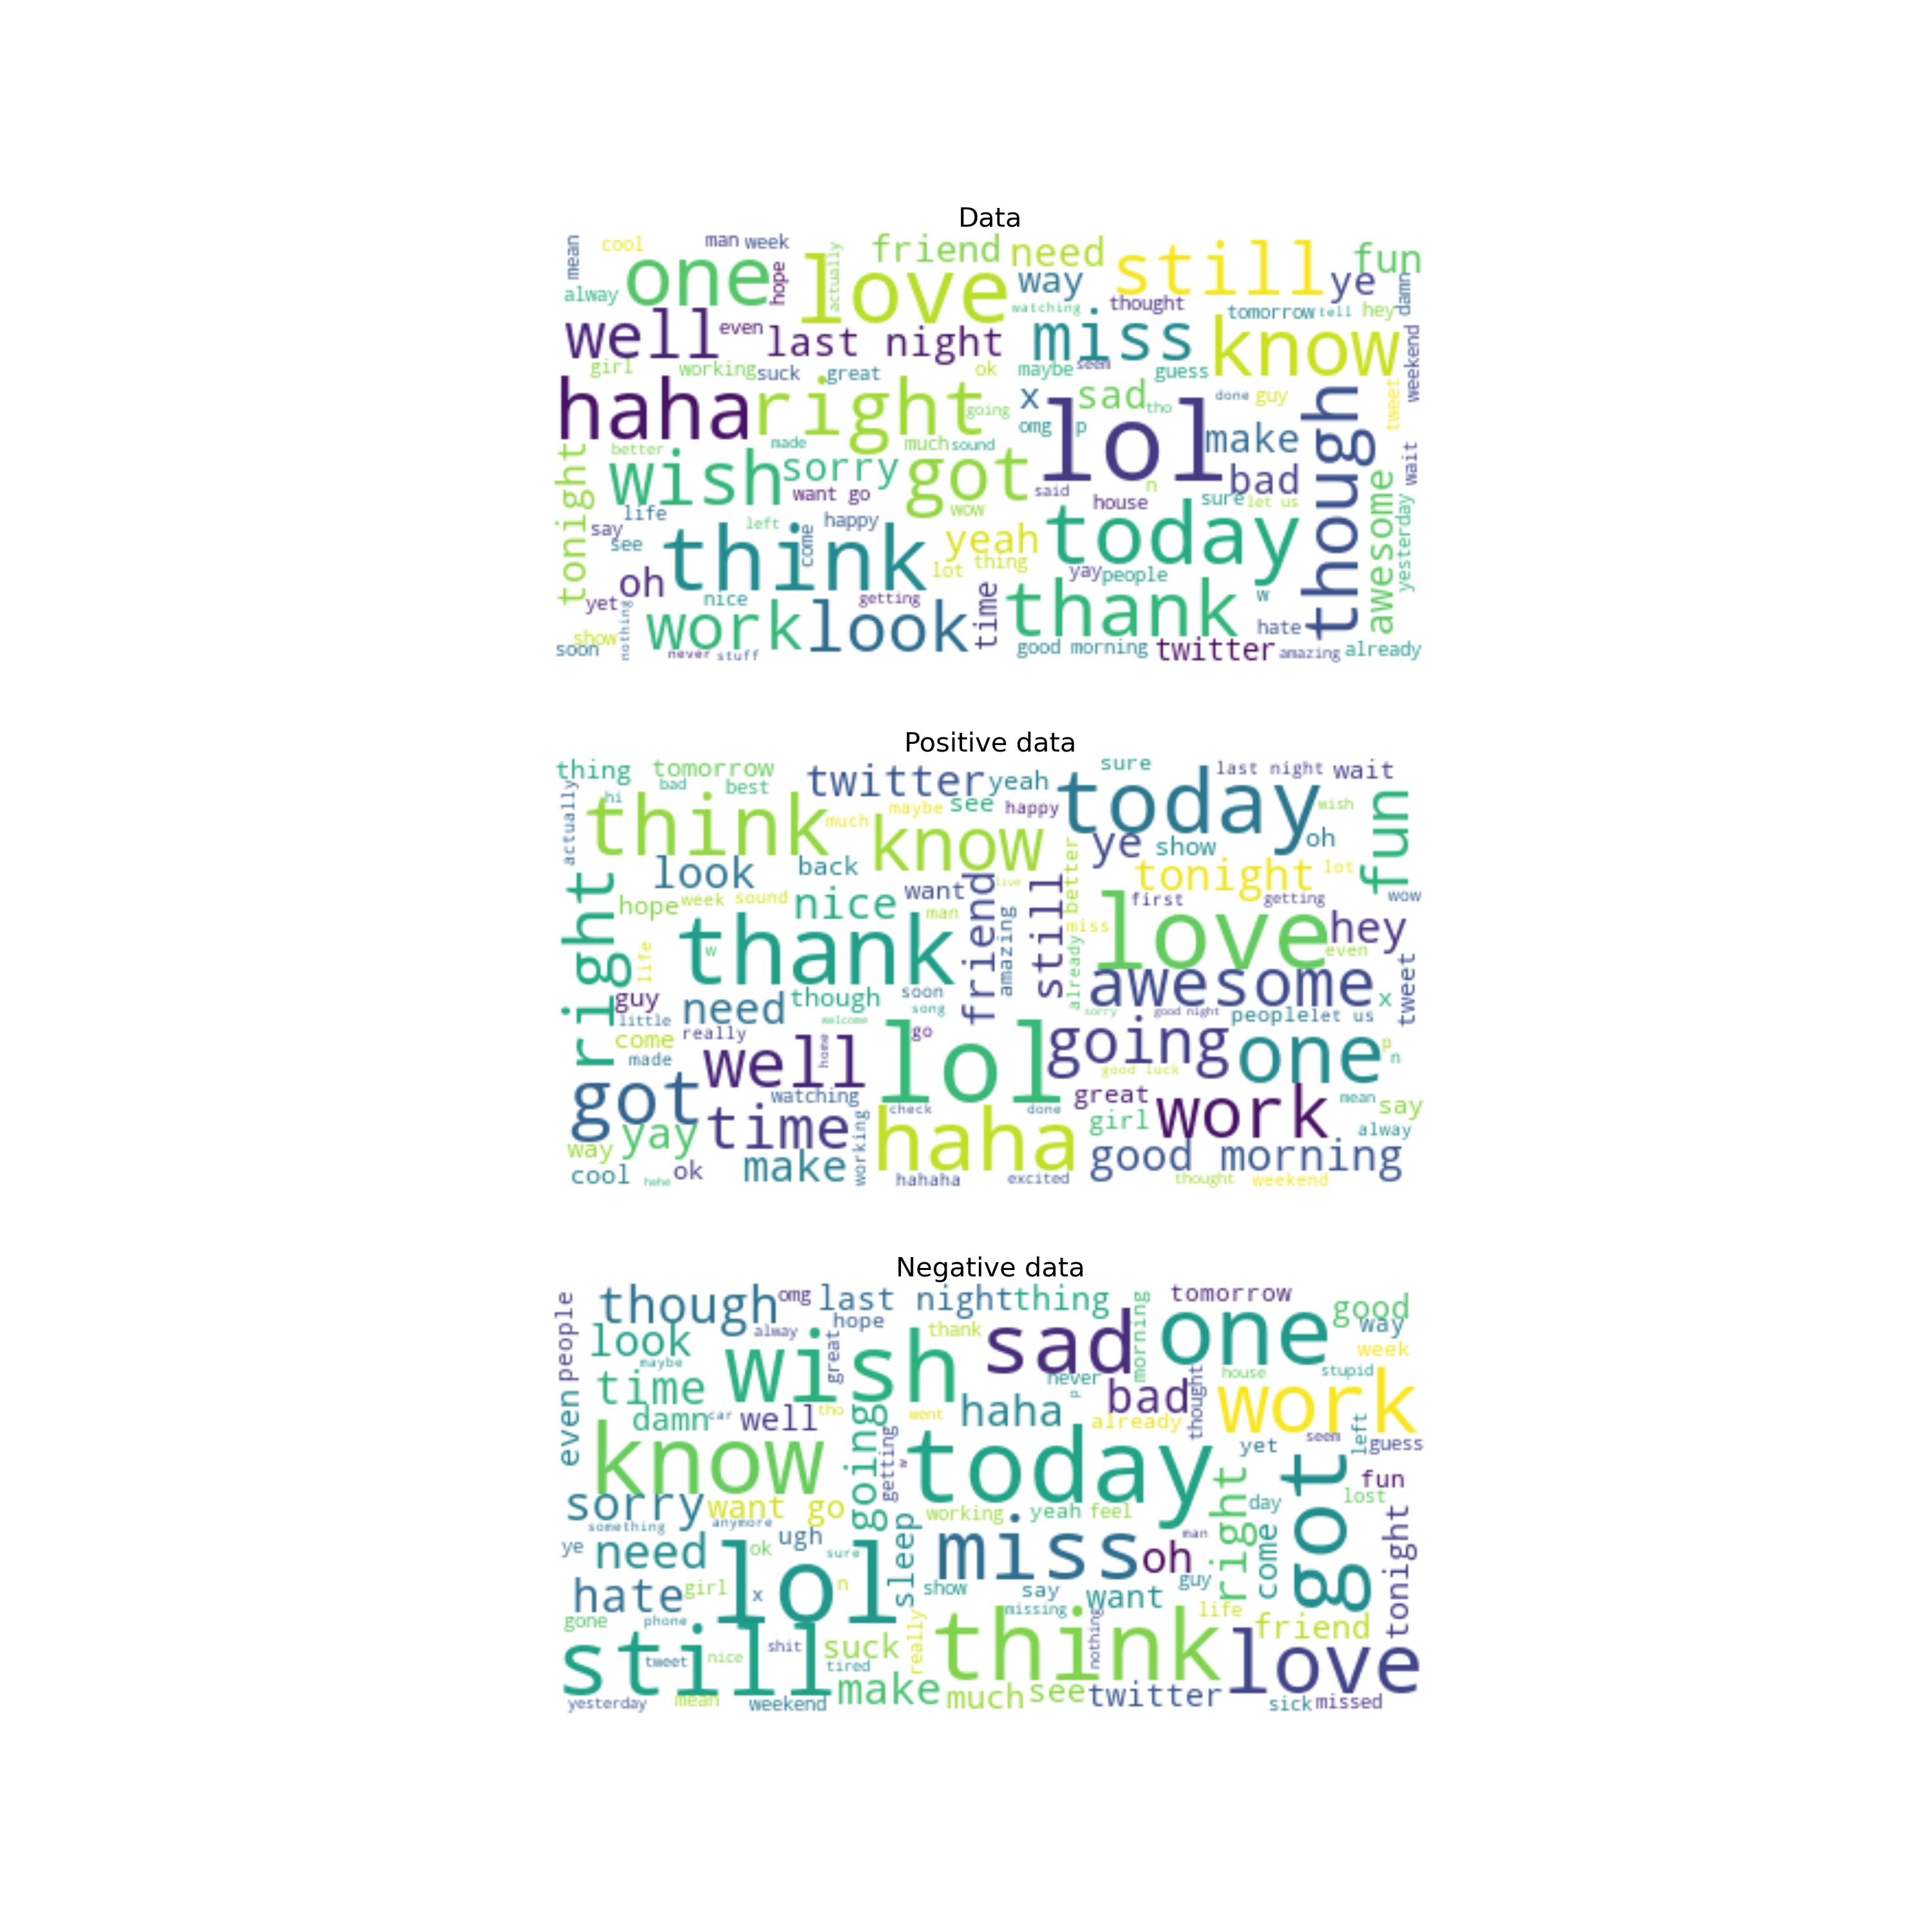 Data
mean cool man week friend need still fun
alway one hope love actually way ye damn
watching thought tomorrow tell hey
well even last night miss know weekend
girl working suck great ok maybe seem guess
haha right going x sad tho done guy though tweet
omg p lol make
tonight better made much sound wait
wish sorry got bad awesome
want go said n house sure let us yesterday
life wow
say see left happy come yeah today
think lot thing
oh yay people
yet nice getting time thank w
nothing work look hate
show soon never stuff good morning twitter amazing already
Positive data
thing tomorrow twitter yeah sure last night wait
hi bad best maybe see happy today wish fun
actually think much know ye show oh
look back better tonight lot
right hope week sound nice want live friend still first getting wow
life man amazing miss love hey
thank w already even
guy need though soon awesome x tweet
little song sorry good night people let us
come really welcome go going one p
made well home lol good luck n
got watching great work mean say
yay time check done girl alway
way working haha good morning
cool hehe ok make hahaha excited thought weekend
Negative data
people though omg last night thing morning tomorrow good
look alway hope thank sad one way
maybe wish great never house stupid week
even time p bad thought work
damn car well tho going went haha already left
know getting w today yet seem guess
sorry want go right day got fun lost
something anymore working yeah feel tonight
ye need ugh ok sure sleep miss man oh come
hate girl lol x n show say want guy
gone phone missing life
still shit suck really think nothing friend love
tweet nice tired
yesterday mean weekend make much see twitter sick missed